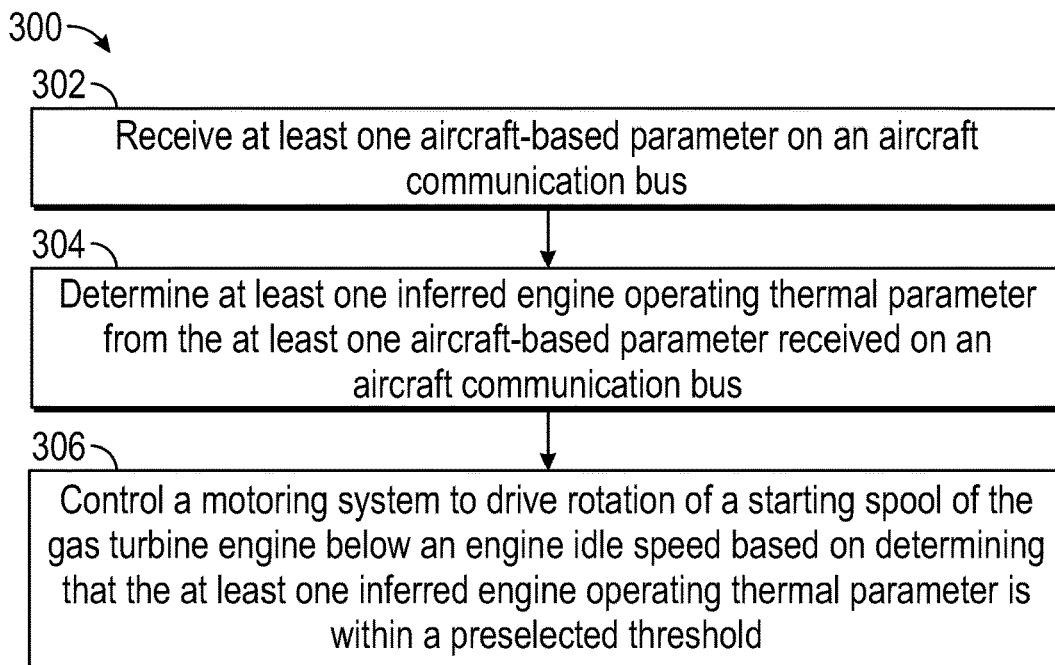 300
302
Receive at least one aircraft-based parameter on an aircraft
communication bus
304
Determine at least one inferred engine operating thermal parameter
from the at least one aircraft-based parameter received on an
aircraft communication bus
306
Control a motoring system to drive rotation of a starting spool of the
gas turbine engine below an engine idle speed based on determining
that the at least one inferred engine operating thermal parameter is
within a preselected threshold